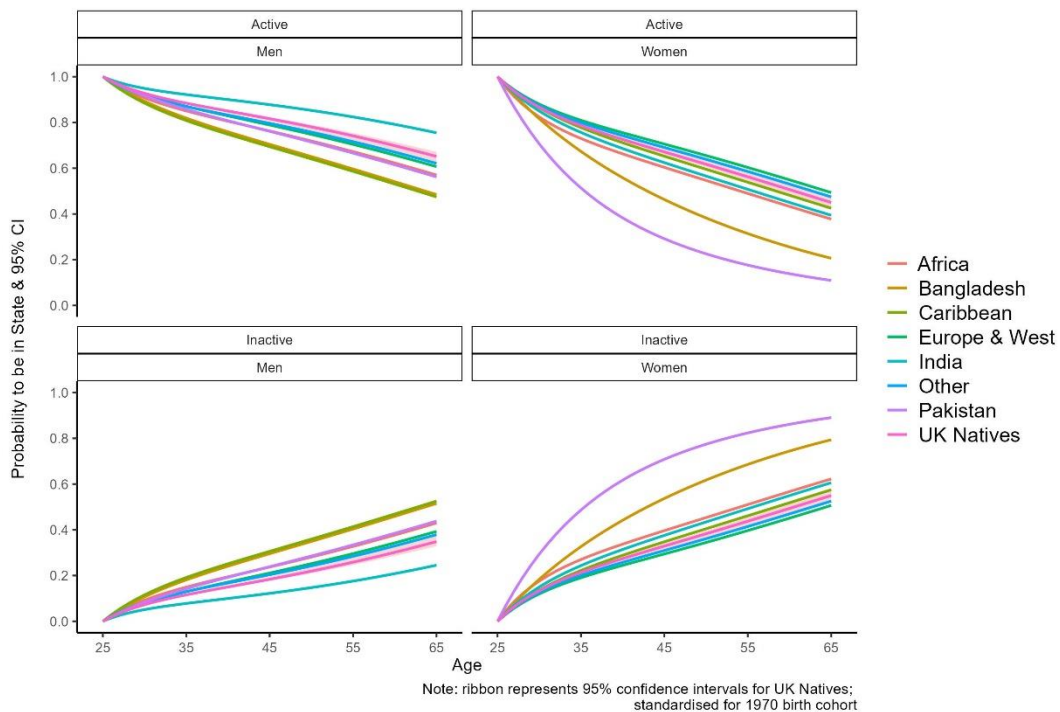 Active
Active
Men
Women
1.0
0.8
0.6
0.4
0.2
0.0
Inactive
Inactive
Men
Women
1.0
0.8
0.6
0.4
0.2
0.0
25
35
45
55
65
25
35
45
55
65
Age
Probability to be in State & 95% CI
Africa
Bangladesh
Caribbean
Europe & West
India
Other
Pakistan
UK Natives
Note: ribbon represents 95% confidence intervals for UK Natives;
standardised for 1970 birth cohort